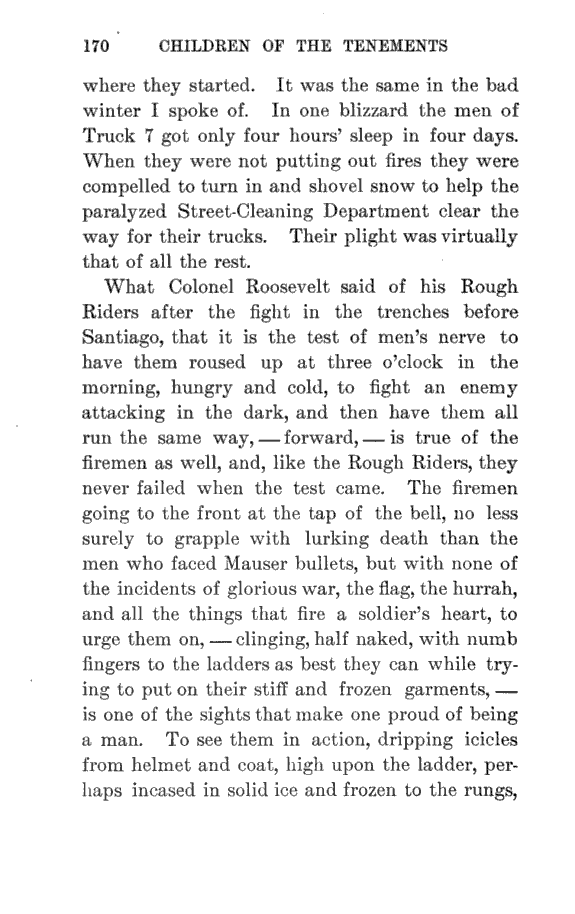 170 CHILDREN OF THE TENEMENTS
where they started. It was the same in the bad
winter I spoke of. In one blizzard the men of
Truck 7 got only four hours' sleep in four days.
When they were not putting out fires they were
compelled to turn in and shovel snow to help the
paralyzed Street-Cleaning Department clear the
way for their trucks. Their plight was virtually
that of all the rest.
What Colonel Roosevelt said of his Rough
Riders after the fight in the trenches before
Santiago, that it is the test of men's nerve to
have them roused up at three o'clock in the
morning, hungry and cold, to fight an enemy
attacking in the dark, and then have them all
run the same way, — forward, — is true of the
firemen as well, and, like the Rough Riders, they
never failed when the test came. The firemen
going to the front at the tap of the bell, no less
surely to grapple with lurking death than the
men who faced Mauser bullets, but with none of
the incidents of glorious war, the flag, the hurrah,
and all the things that fire a soldier's heart, to
urge them on, — clinging, half naked, with numb
fingers to the ladders as best they can while try-
ing to put on their stiff and frozen garments, —
is one of the sights that make one proud of being
a man. To see them in action, dripping icicles
from helmet and coat, high upon the ladder, per-
haps incased in solid ice and frozen to the rungs,